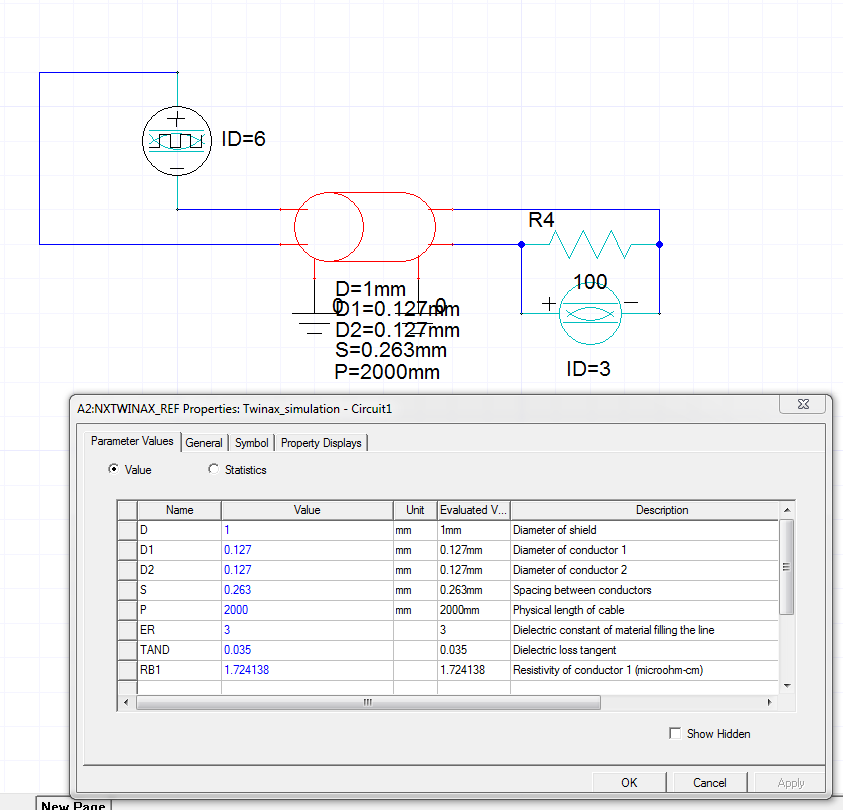 +
ID=6
−
R4
100
+ −
ID=3
D=1mm
0 0
D1=0.127mm
D2=0.127mm
S=0.263mm
P=2000mm
A2:NXTWINAX_REF Properties: Twinax_simulation - Circuit1
Parameter Values General Symbol Property Displays
Value Statistics
Name Value Unit Evaluated V... Description
D 1 mm 1mm Diameter of shield
D1 0.127 mm 0.127mm Diameter of conductor 1
D2 0.127 mm 0.127mm Diameter of conductor 2
S 0.263 mm 0.263mm Spacing between conductors
P 2000 mm 2000mm Physical length of cable
ER 3 3 Dielectric constant of material filling the line
TAND 0.035 0.035 Dielectric loss tangent
RB1 1.724138 1.724138 Resistivity of conductor 1 (microohm-cm)
Show Hidden
OK Cancel Apply
New Page